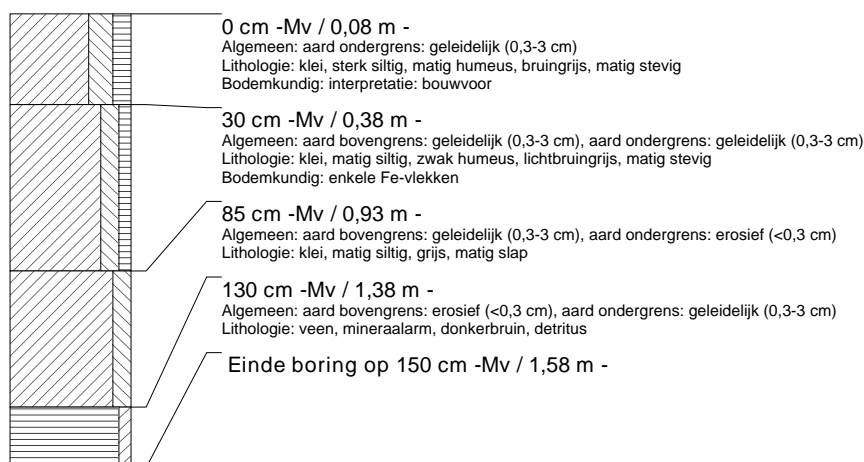 0 cm -Mv / 0,08 m -
Algemeen: aard ondergrens: geleidelijk (0,3-3 cm)
Lithologie: klei, sterk siltig, matig humeus, bruingrijs, matig stevig
Bodemkundig: interpretatie: bouwvoor
30 cm -Mv / 0,38 m -
Algemeen: aard bovengrens: geleidelijk (0,3-3 cm), aard ondergrens: geleidelijk (0,3-3 cm)
Lithologie: klei, matig siltig, zwak humeus, lichtbruingrijs, matig stevig
Bodemkundig: enkele Fe-vlekken
85 cm -Mv / 0,93 m -
Algemeen: aard bovengrens: geleidelijk (0,3-3 cm), aard ondergrens: erosief (<0,3 cm)
Lithologie: klei, matig siltig, grijs, matig slap
130 cm -Mv / 1,38 m -
Algemeen: aard bovengrens: erosief (<0,3 cm), aard ondergrens: geleidelijk (0,3-3 cm)
Lithologie: veen, mineraalarm, donkerbruin, detritus
Einde boring op 150 cm -Mv / 1,58 m -